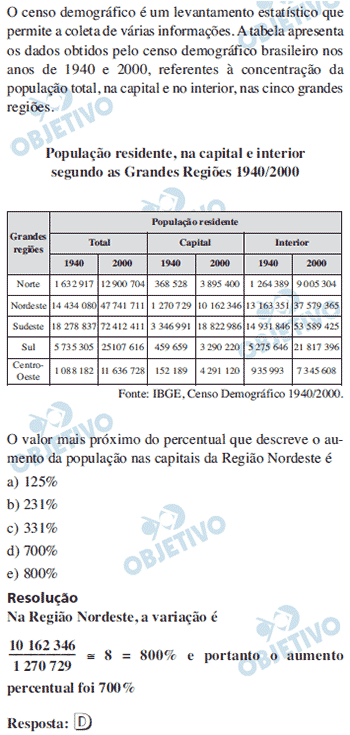 O censo demográfico é um levantamento estatístico que
permite a coleta de várias informações. A tabela apresenta
os dados obtidos pelo censo demográfico brasileiro nos
anos de 1940 e 2000, referentes à concentração da
população total, na capital e no interior, nas cinco grandes
regiões.
População residente, na capital e interior
segundo as Grandes Regiões 1940/2000
Grandes regiões População residente
Total Capital Interior
1940 2000 1940 2000 1940 2000
Norte 1 632 917 12 900 704 368 528 3 895 400 1 264 389 9 005 304
Nordeste 14 434 080 47 741 711 1 270 729 10 162 346 13 163 351 37 579 365
Sudeste 18 278 837 72 412 411 3 346 991 18 822 986 14 931 846 53 589 425
Sul 5 735 305 25107 616 459 659 3 290 220 5 275 646 21 817 396
Centro-Oeste 1 088 182 11 636 728 152 189 4 291 120 935 993 7 345 608
Fonte: IBGE, Censo Demográfico 1940/2000.
O valor mais próximo do percentual que descreve o au-
mento da população nas capitais da Região Nordeste é
a) 125%
b) 231%
c) 331%
d) 700%
e) 800%
Resolução
Na Região Nordeste, a variação é
10 162 346
1 270 729
≅ 8 = 800% e portanto o aumento
percentual foi 700%
Resposta: D
OBJETIVO
OBJETIVO
OBJETIVO
OBJETIVO
OBJETIVO
OBJETIVO